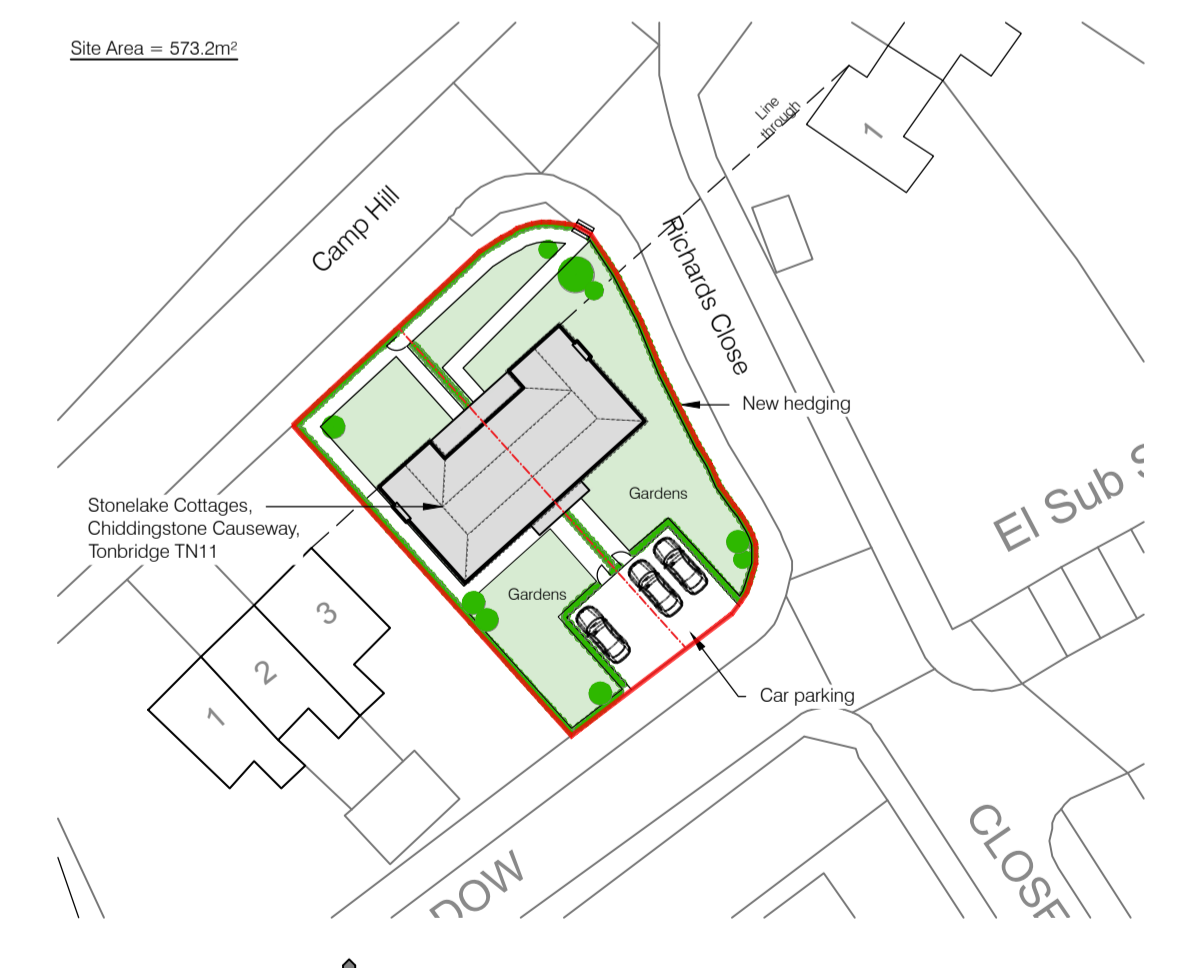 Site Area = 573.2m²
Line
through
1
Camp Hill
Richards Close
New hedging
El Sub S
Gardens
Stonelake Cottages,
Chiddingstone Causeway,
Tonbridge TN11
Gardens
3
2
1
Car parking
CLOSE
DOW